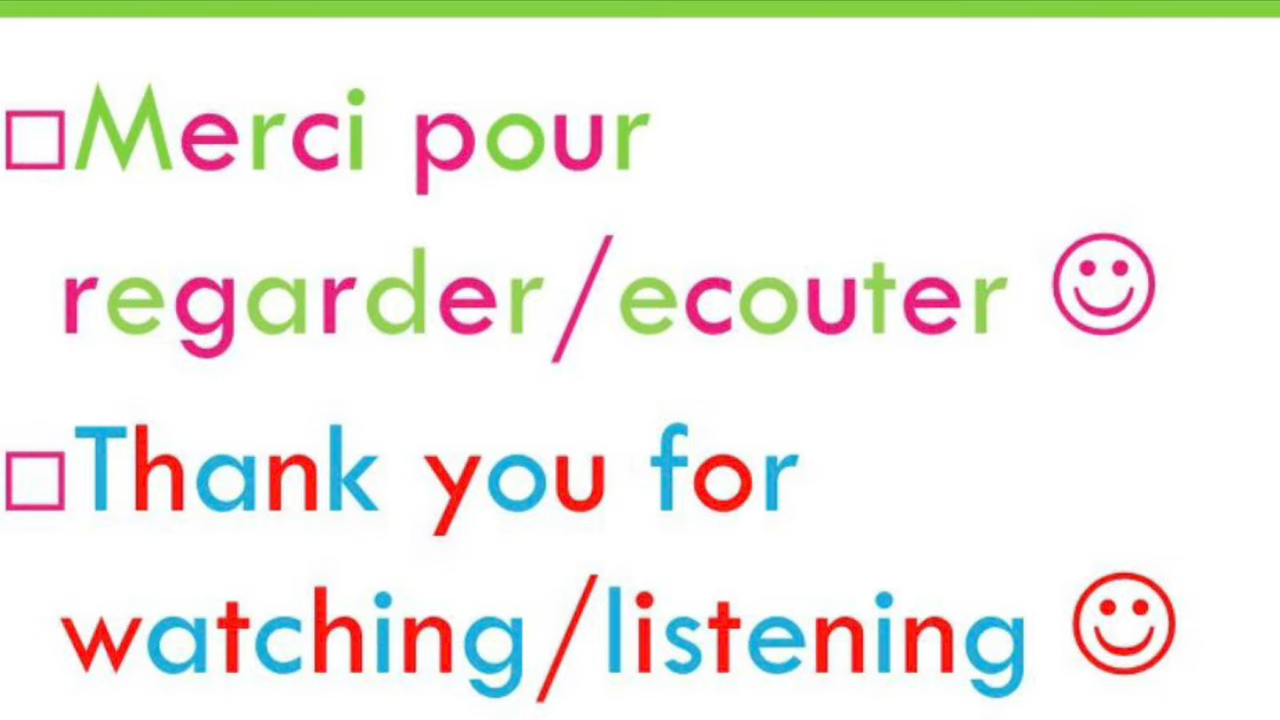 □Merci pour
regarder/ecouter ☺
□Thank you for
watching/listening ☺